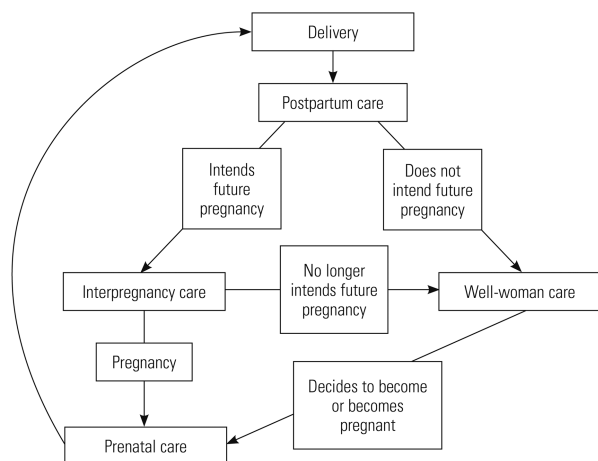 Delivery
Postpartum care
Intends
future
pregnancy
Does not
intend future
pregnancy
Interpregnancy care
No longer
intends future
pregnancy
Well-woman care
Pregnancy
Decides to become
or becomes
pregnant
Prenatal care